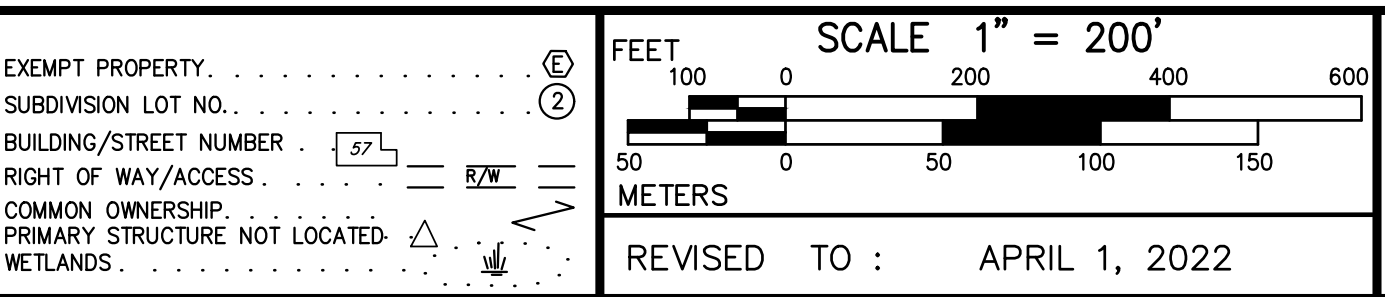 EXEMPT PROPERTY. . . . . . . . . . . . . . . E
SUBDIVISION LOT NO.. . . . . . . . . . . . . 2
BUILDING/STREET NUMBER . . 57
RIGHT OF WAY/ACCESS . . . . . R/W
COMMON OWNERSHIP. . . . . . .
PRIMARY STRUCTURE NOT LOCATED
WETLANDS . . . . . . . . . . . .
SCALE 1" = 200'
FEET
100 0 200 400 600
50 0 50 100 150
METERS
REVISED TO : APRIL 1, 2022